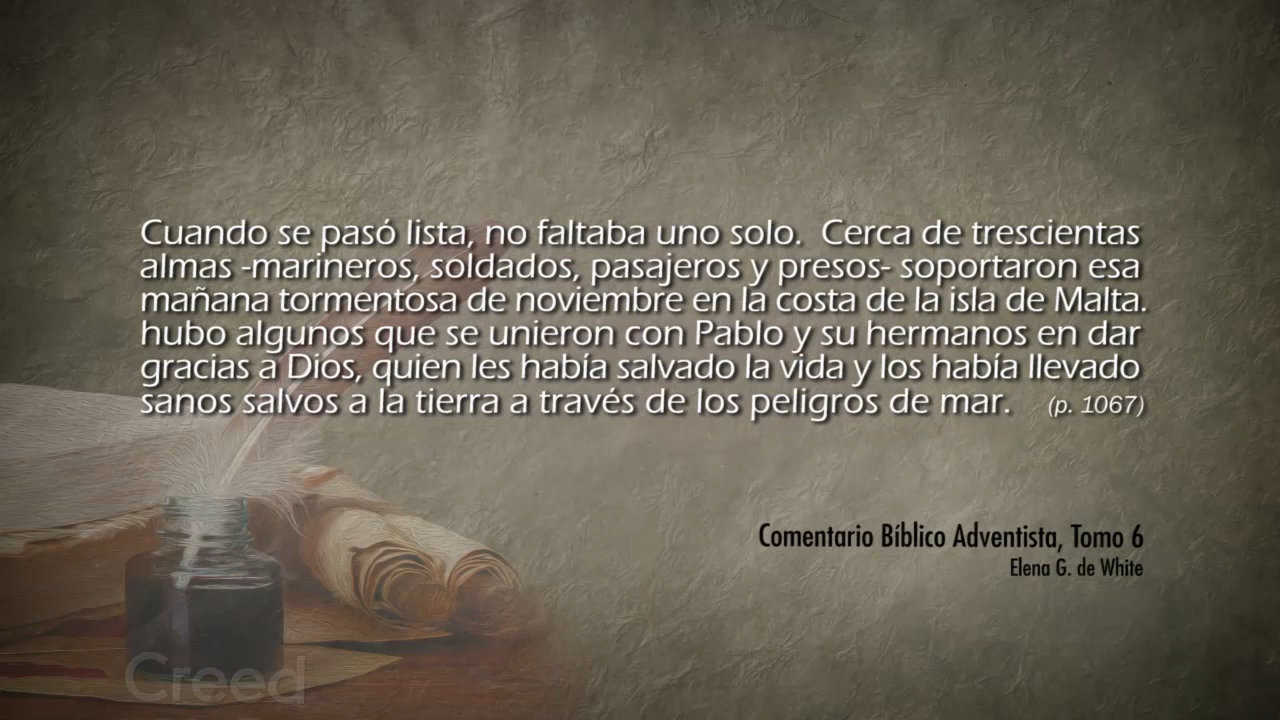 Cuando se pasó lista, no faltaba uno solo.  Cerca de trescientas
almas -marineros, soldados, pasajeros y presos- soportaron esa
mañana tormentosa de noviembre en la costa de la isla de Malta.
hubo algunos que se unieron con Pablo y su hermanos en dar
gracias a Dios, quien les había salvado la vida y los había llevado
sanos salvos a la tierra a través de los peligros de mar. (p. 1067)
Comentario Bíblico Adventista, Tomo 6
Elena G. de White
Creed